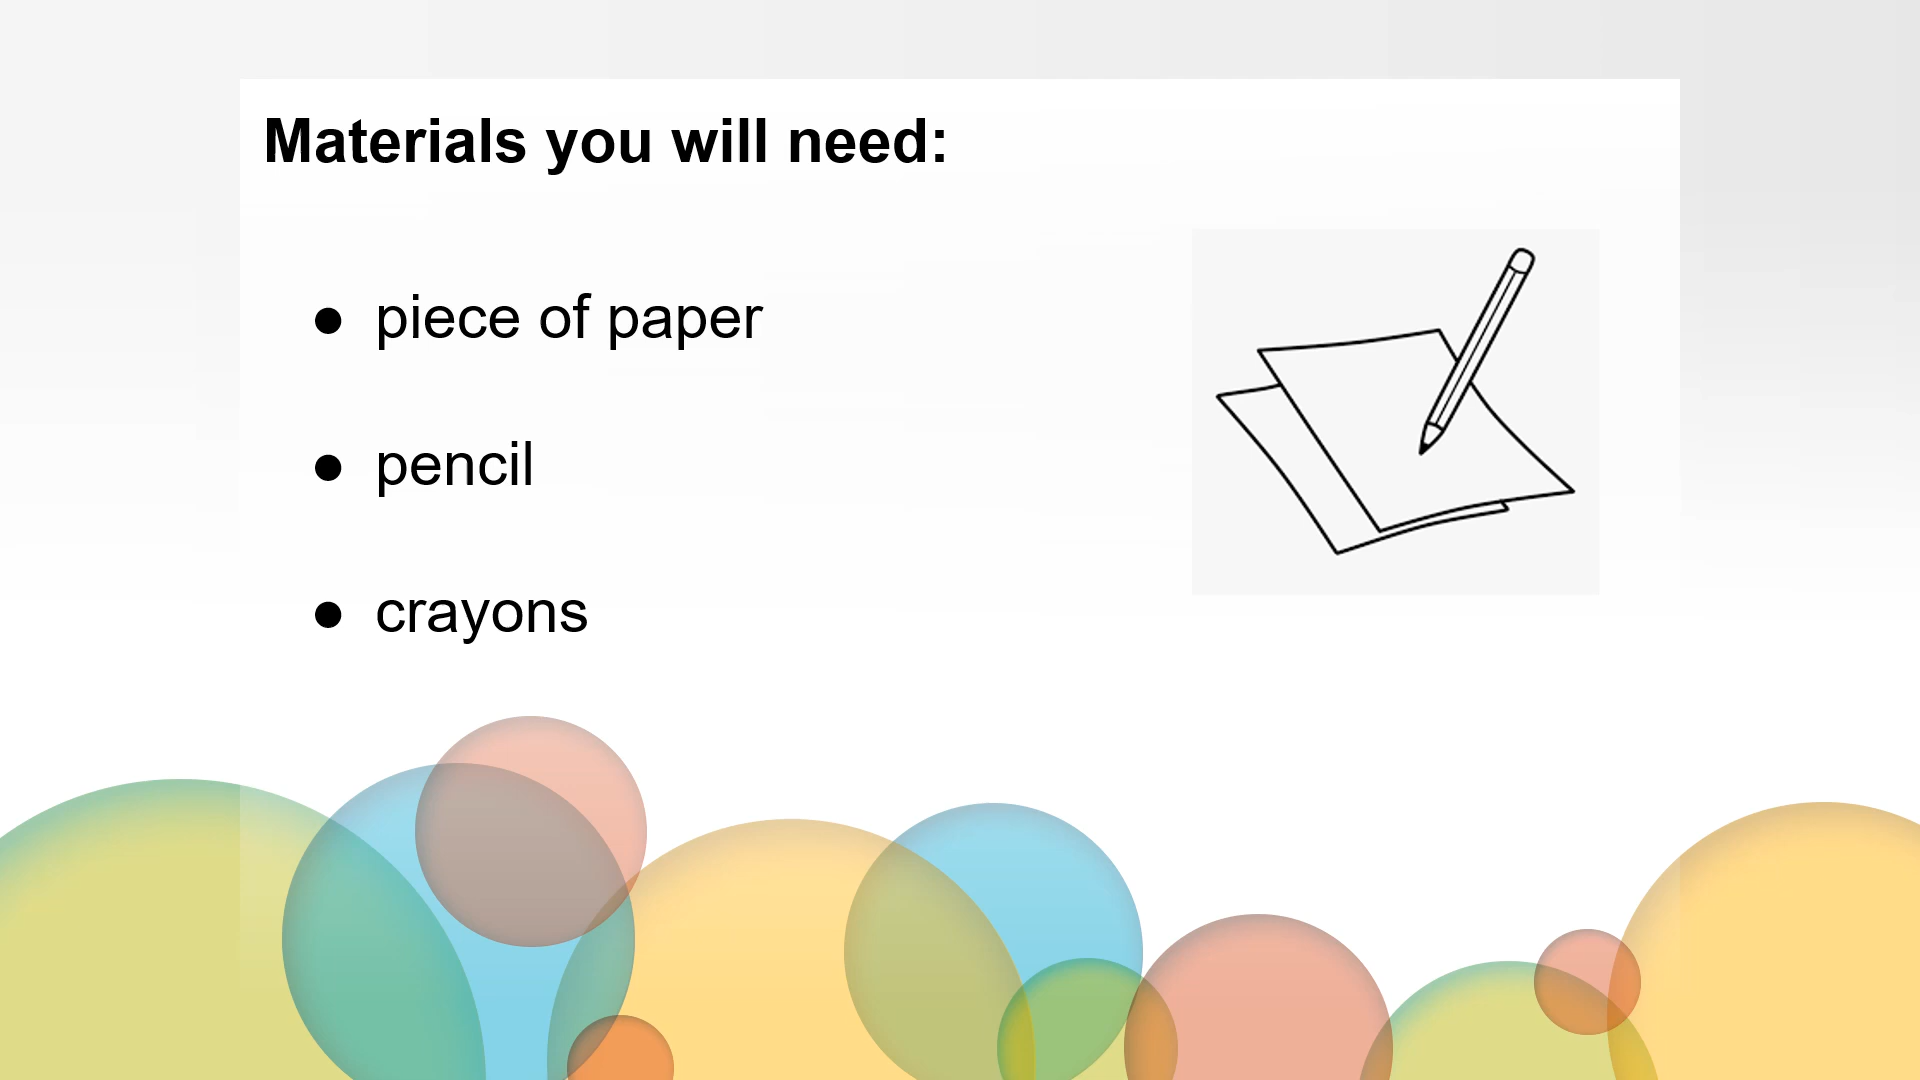 Materials you will need:
● piece of paper
● pencil
● crayons